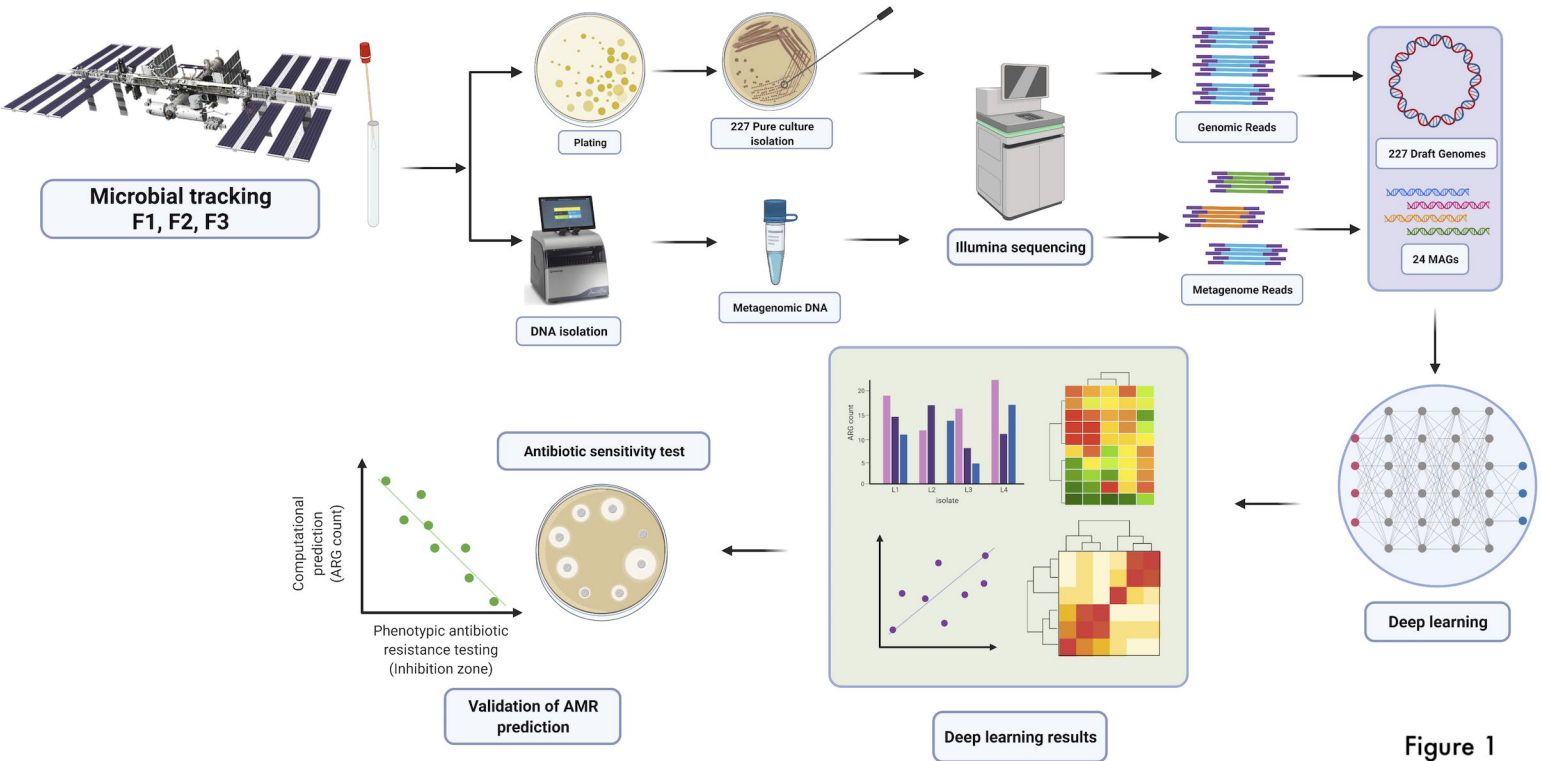 Microbial tracking
F1, F2, F3
Plating
227 Pure culture
isolation
DNA isolation
Metagenomic DNA
Illumina sequencing
Genomic Reads
Metagenome Reads
227 Draft Genomes
24 MAGs
Deep learning
ARG count
20
15
10
5
0
L1
L2
L3
L4
isolate
Deep learning results
Antibiotic sensitivity test
Computational
prediction
(ARG count)
Phenotypic antibiotic
resistance testing
(Inhibition zone)
Validation of AMR
prediction
Figure 1